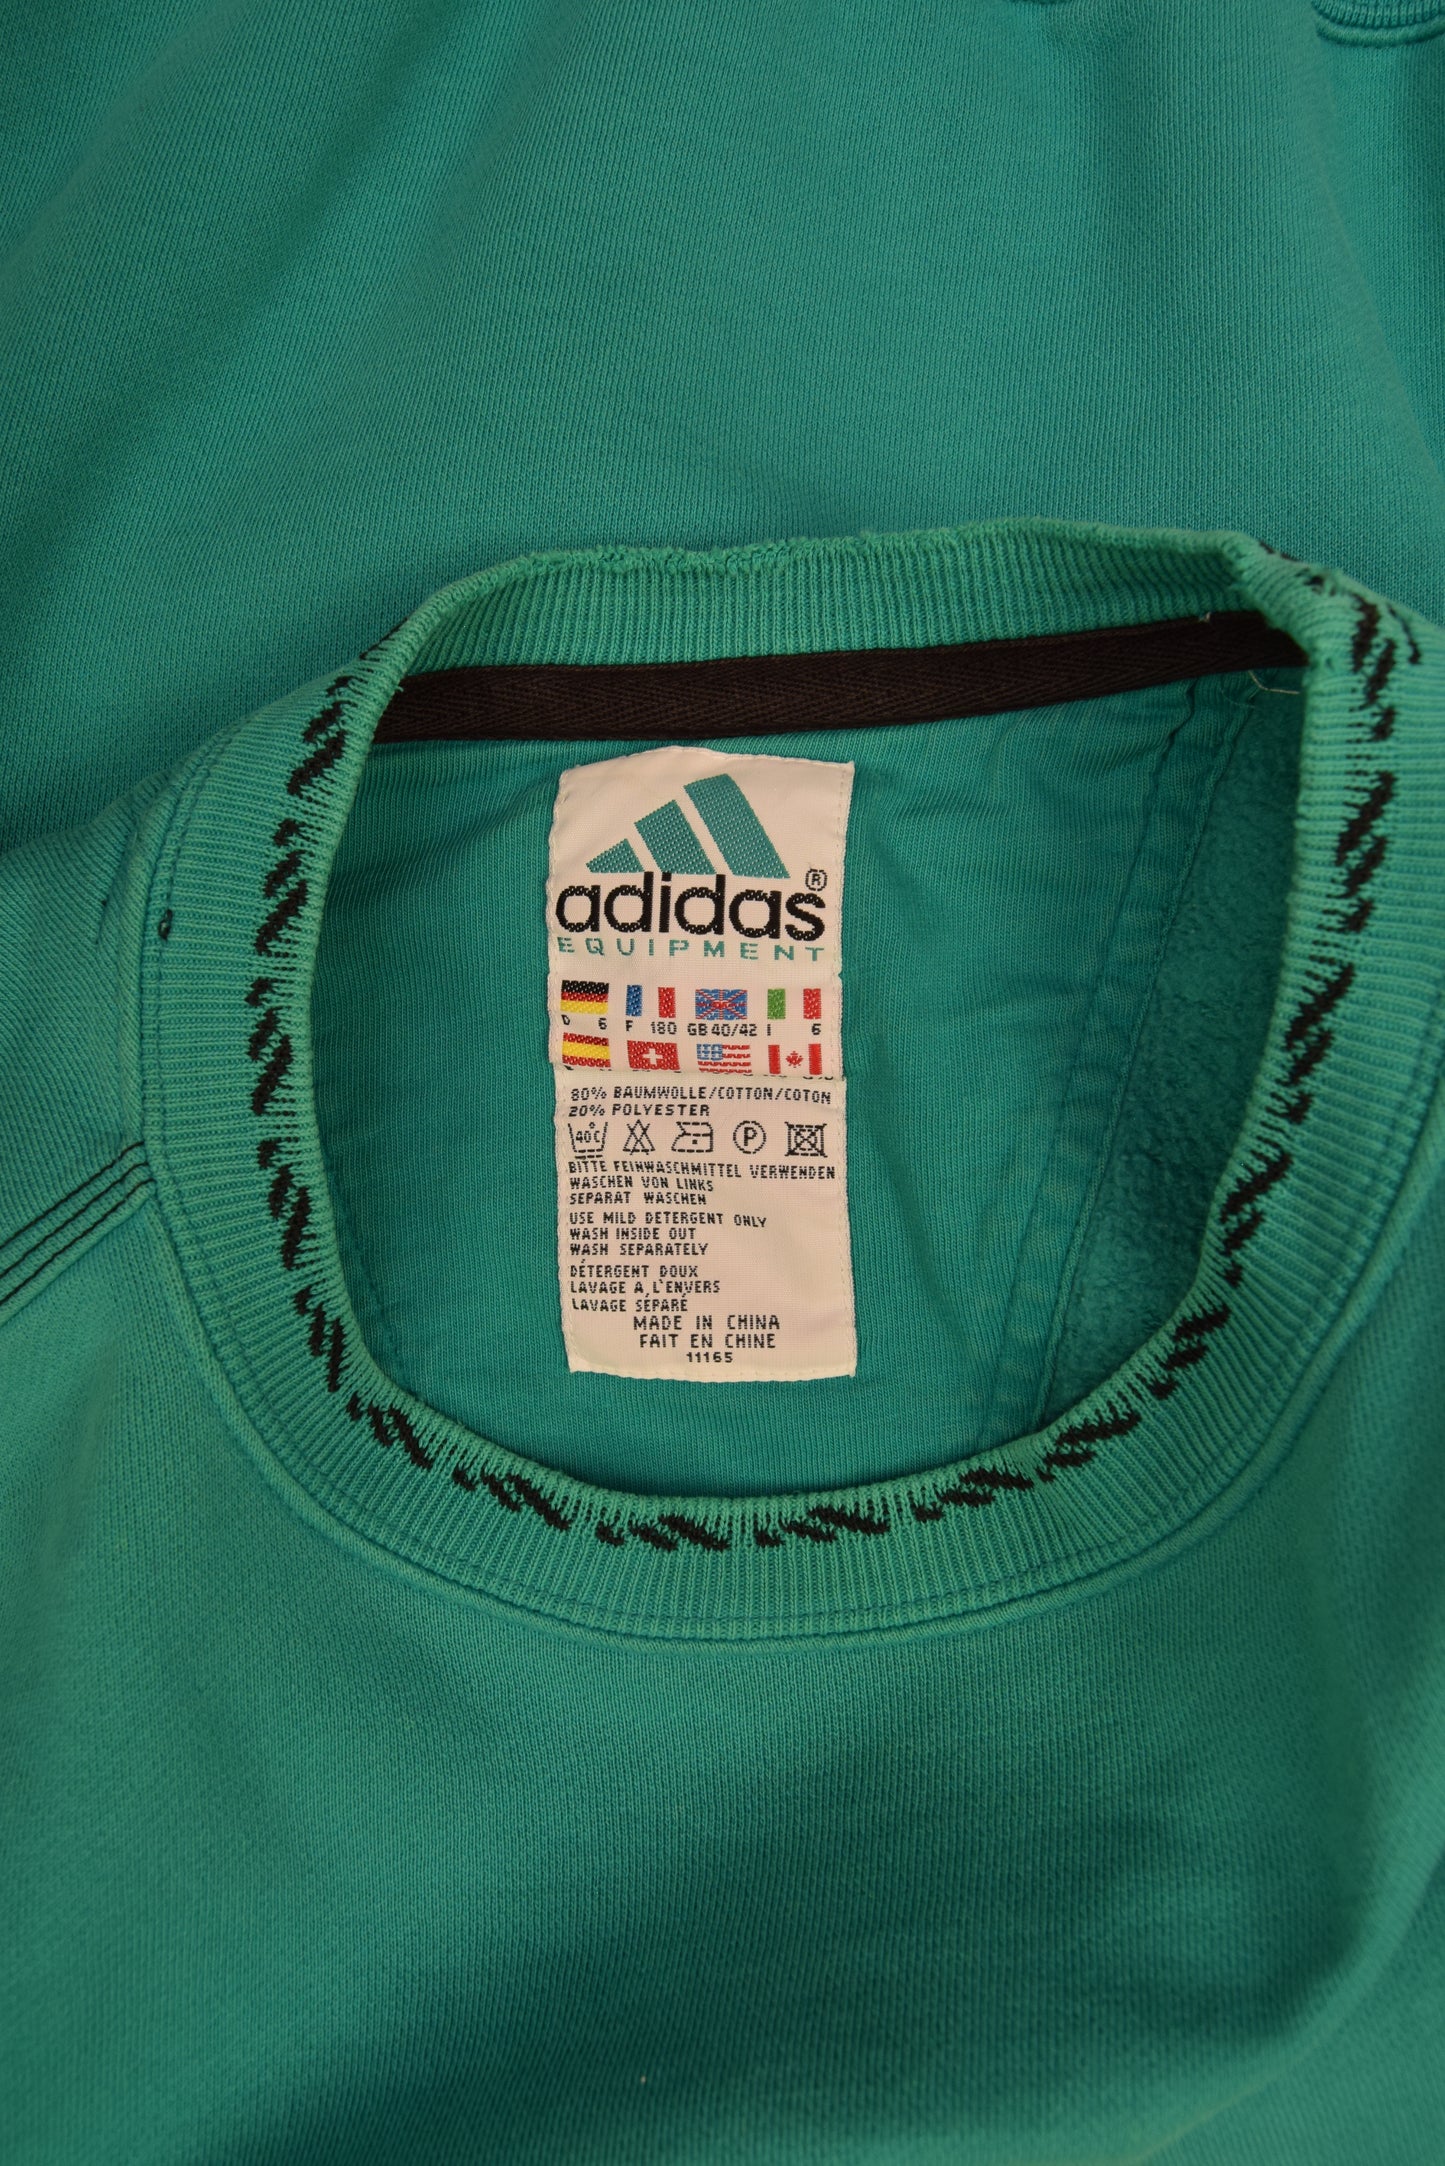 adidas®
EQUIPMENT
D 6 F 180 GB 40/42 I 6
80% BAUMWOLLE/COTTON/COTON
20% POLYESTER
40°C P
BITTE FEINWASCHMITTEL VERWENDEN
WASCHEN VON LINKS
SEPARAT WASCHEN
USE MILD DETERGENT ONLY
WASH INSIDE OUT
WASH SEPARATELY
DÉTERGENT DOUX
LAVAGE A L'ENVERS
LAVAGE SÉPARÉ
MADE IN CHINA
FAIT EN CHINE
11165